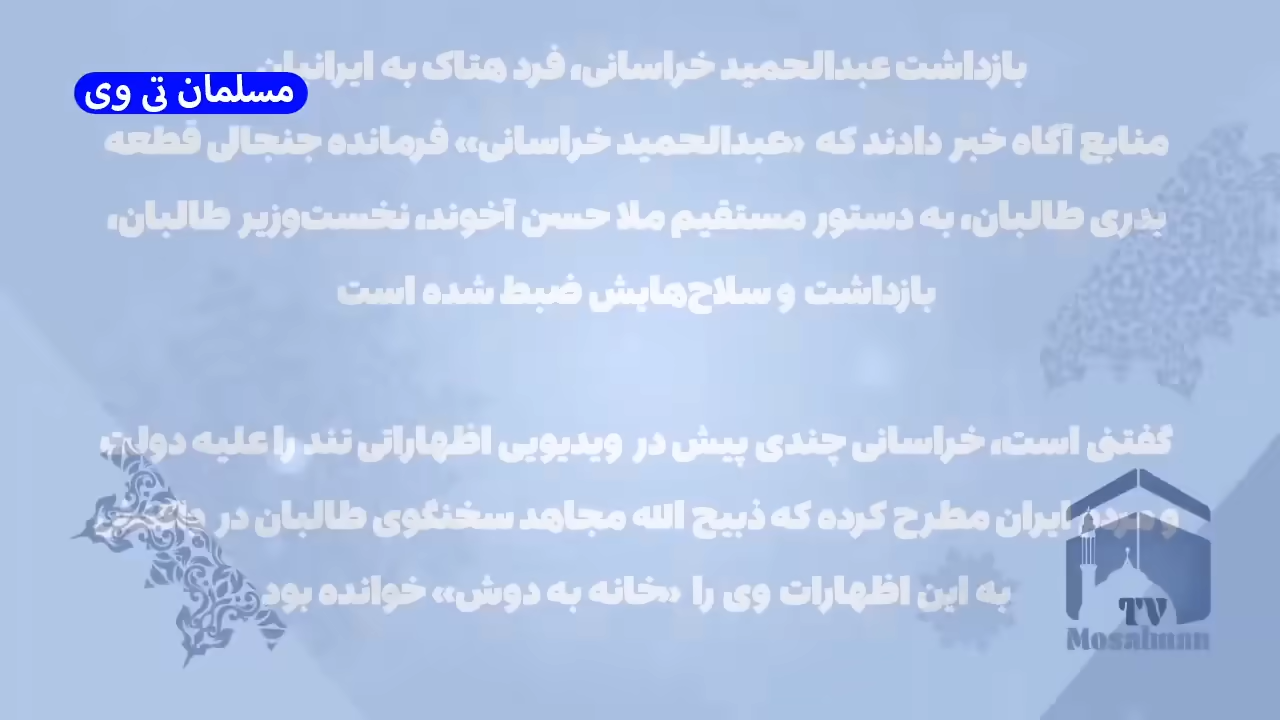 بازداشت عبدالحمید خراسانی، فرد هتاک به ایرانیان
مسلمان تی وی
منابع آگاه خبر دادند که «عبدالحمید خراسانی» فرمانده جنجالی قطعه
بدری طالبان، به دستور مستقیم ملا حسن آخوند، نخست‌وزیر طالبان،
بازداشت و سلاح‌هایش ضبط شده است
گفتنی است، خراسانی چندی پیش در ویدیویی اظهاراتی تند را علیه دولت
و مردم ایران مطرح کرده که ذبیح الله مجاهد سخنگوی طالبان در
به این اظهارات وی را «خانه به دوش» خوانده بود
TV
Mosalman